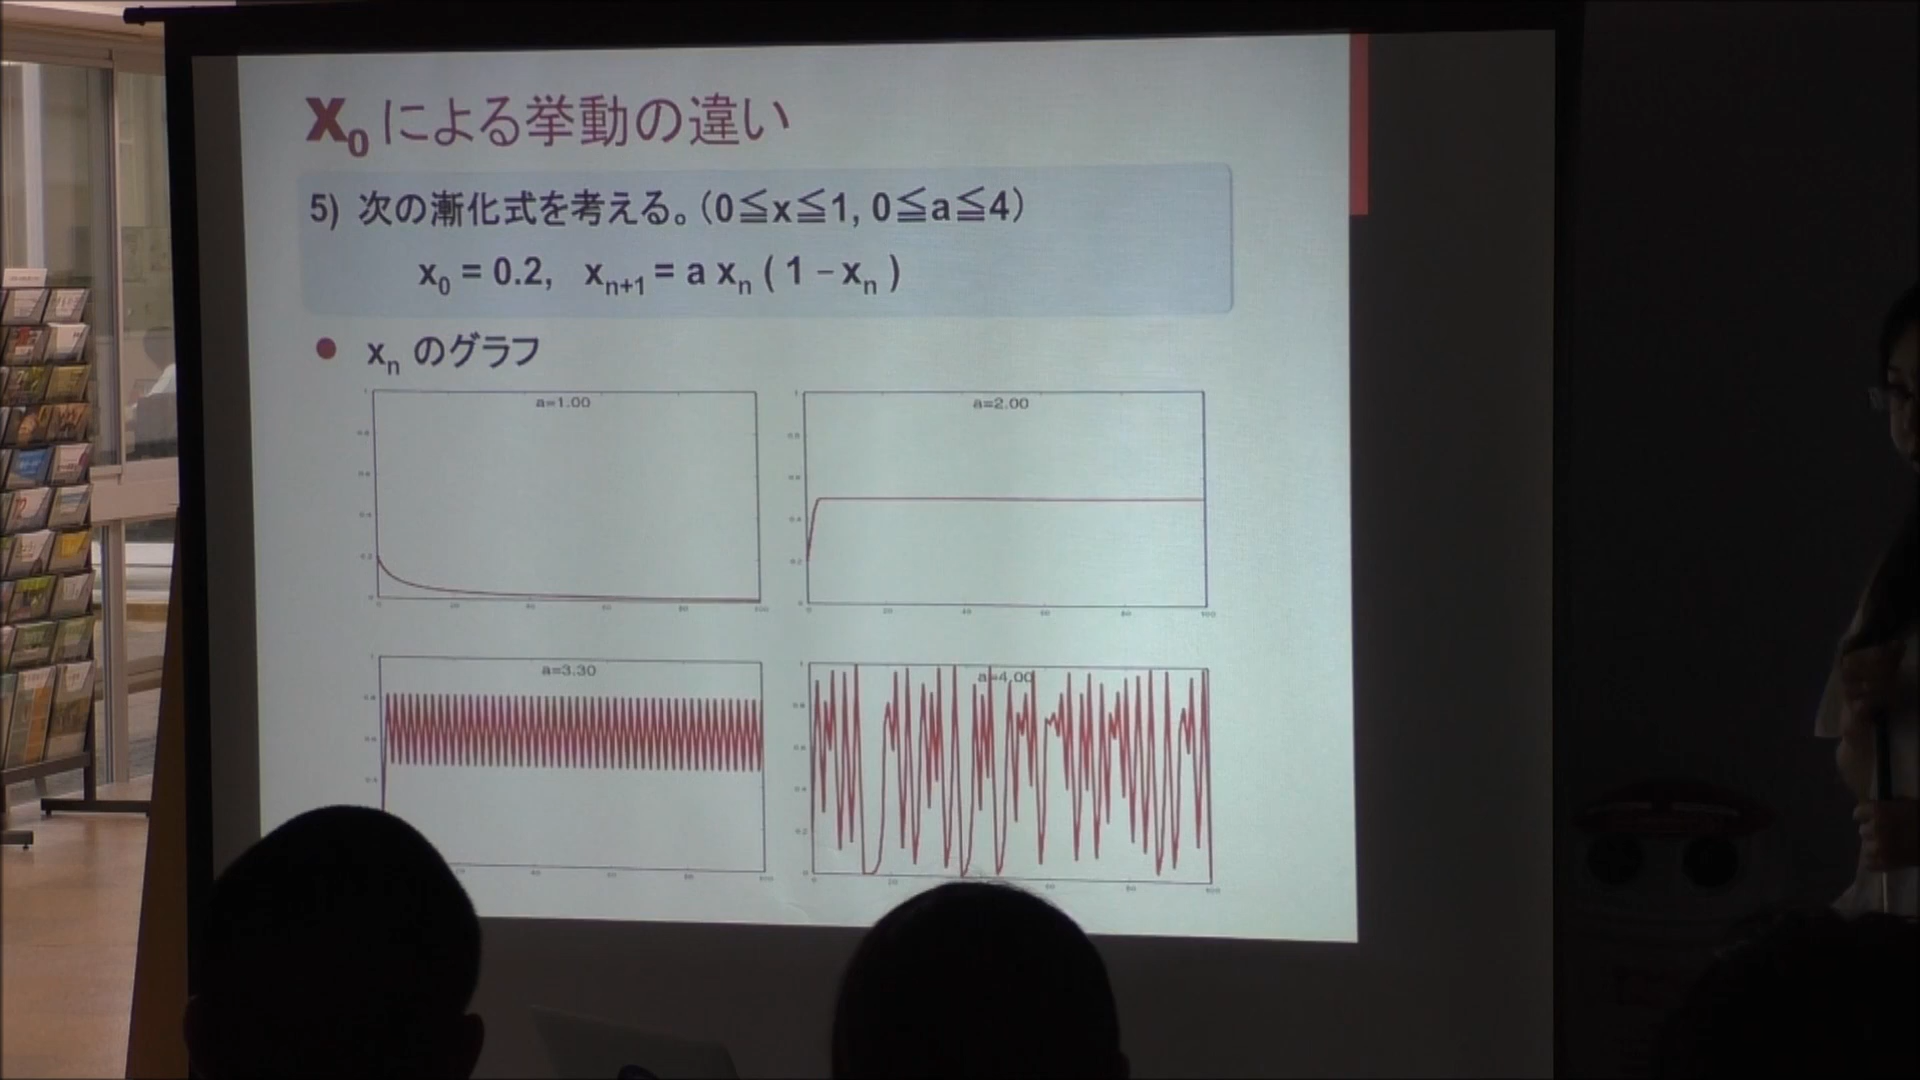 x₀ による挙動の違い
5) 次の漸化式を考える。(0≦x≦1, 0≦a≦4)
x₀ = 0.2, xₙ₊₁ = a xₙ ( 1 − xₙ )
● xₙ のグラフ
a=1.00
a=2.00
a=3.30
a=4.00